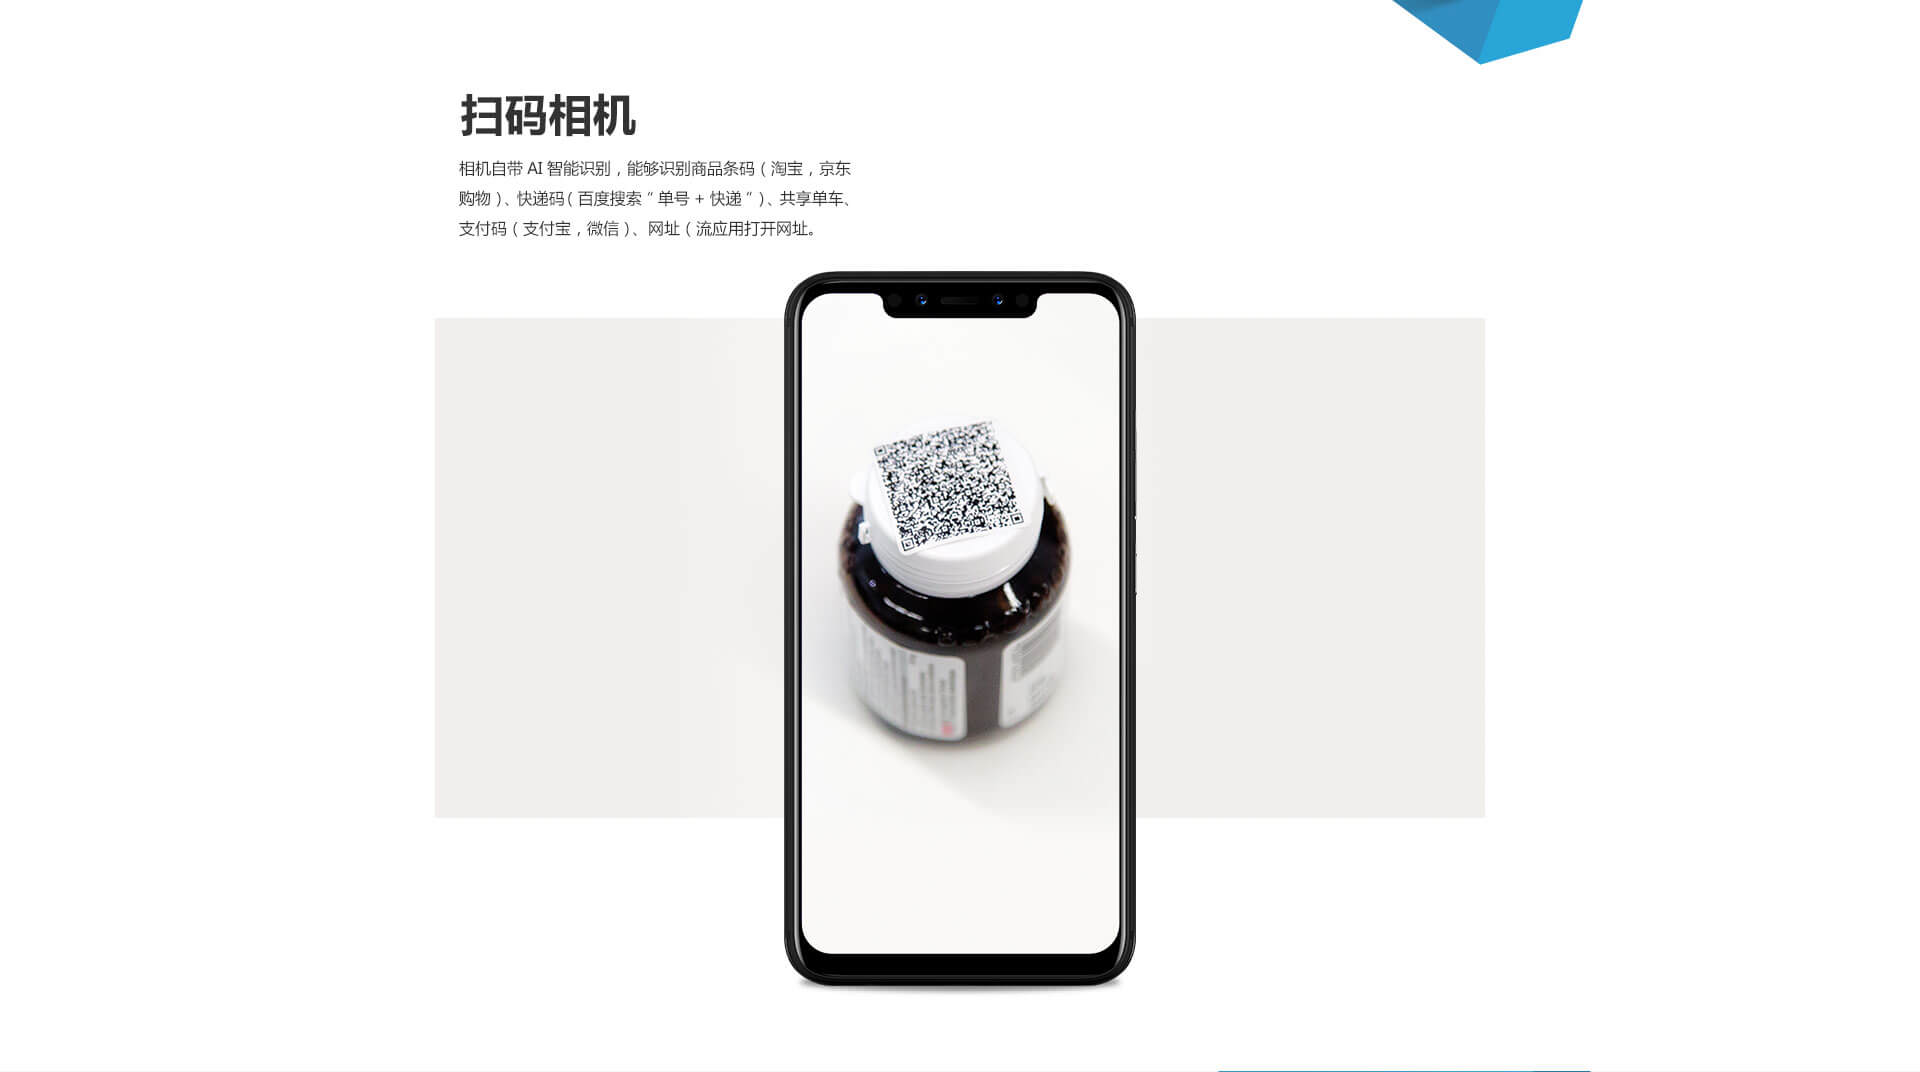 扫码相机
相机自带 AI 智能识别，能够识别商品条码（淘宝，京东
购物）、快递码（百度搜索“ 单号 + 快递 ”）、共享单车、
支付码（支付宝，微信）、网址（流应用打开网址。